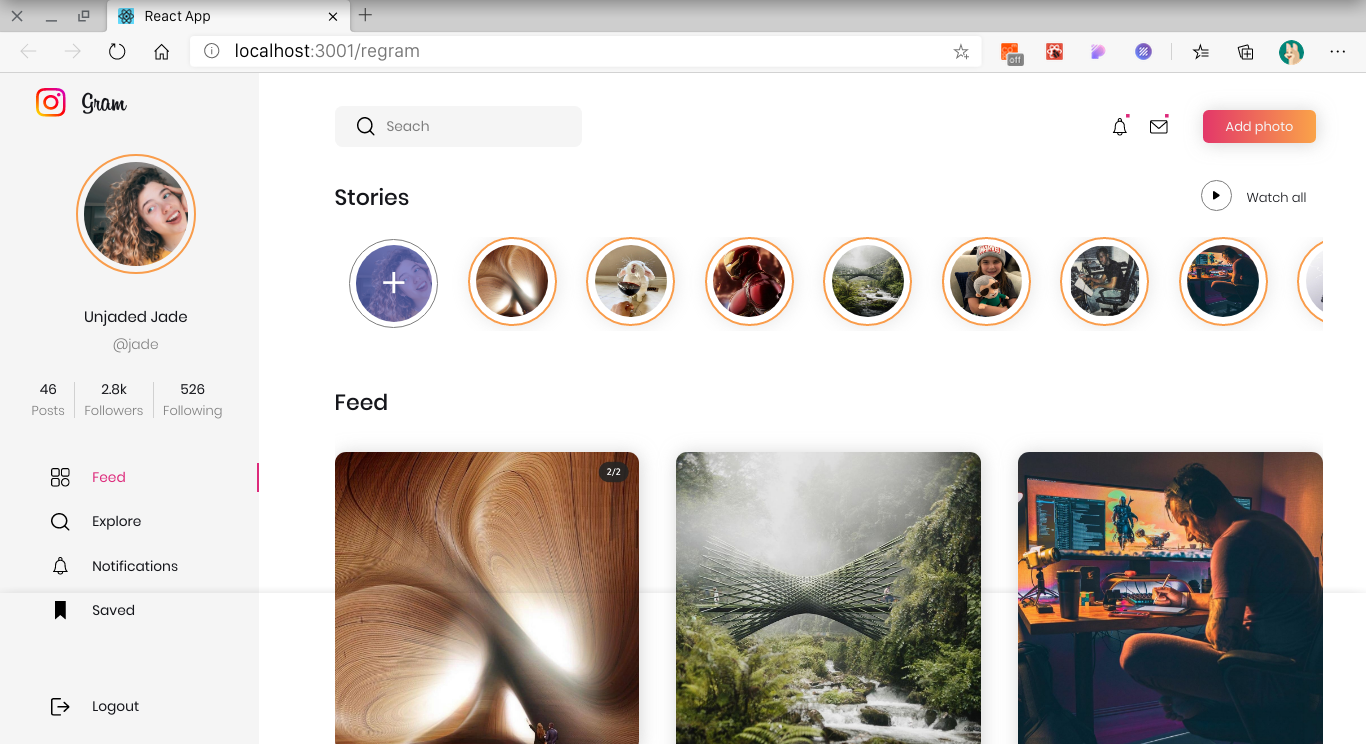 React App
localhost:3001/regram
off
Gram
Seach
Add photo
Stories
Watch all
Unjaded Jade
@jade
46 2.8k 526
Posts Followers Following
Feed
2/2
Feed
Explore
Notifications
Saved
Logout